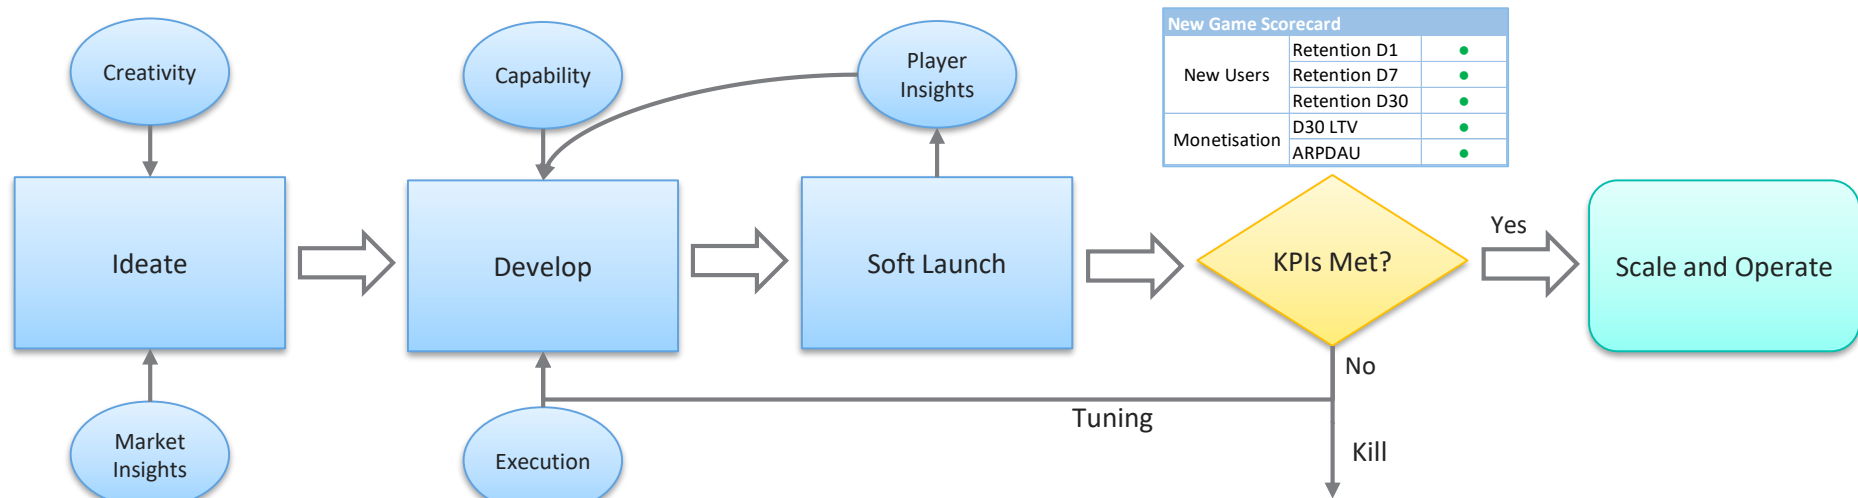 New Game Scorecard
New Users
Retention D1
Retention D7
Retention D30
Monetisation
D30 LTV
ARPDAU
Creativity
Capability
Player
Insights
Ideate
Develop
Soft Launch
KPIs Met?
Yes
Scale and Operate
No
Tuning
Kill
Market
Insights
Execution